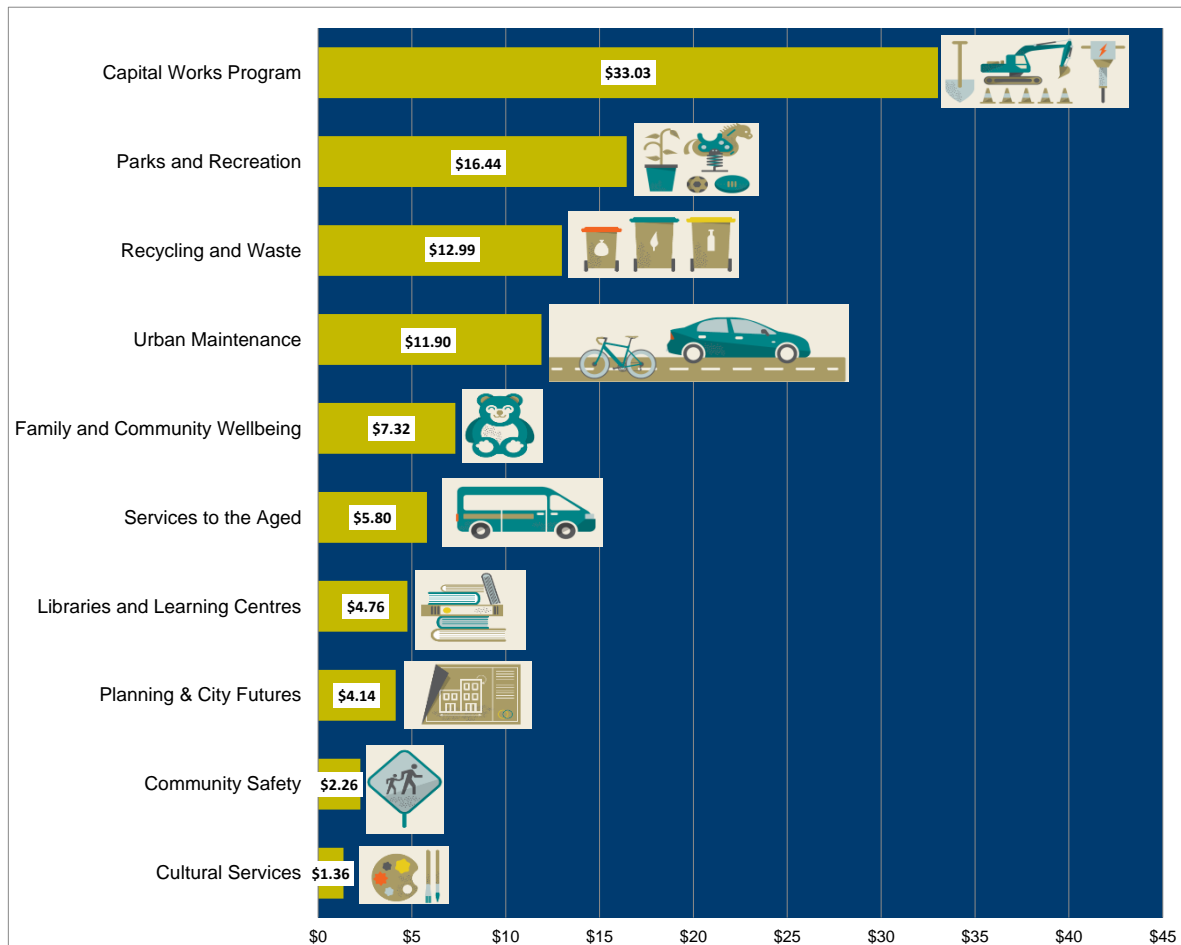 Capital Works Program
$33.03
Parks and Recreation
$16.44
Recycling and Waste
$12.99
Urban Maintenance
$11.90
Family and Community Wellbeing
$7.32
Services to the Aged
$5.80
Libraries and Learning Centres
$4.76
Planning & City Futures
$4.14
Community Safety
$2.26
Cultural Services
$1.36
$0 $5 $10 $15 $20 $25 $30 $35 $40 $45